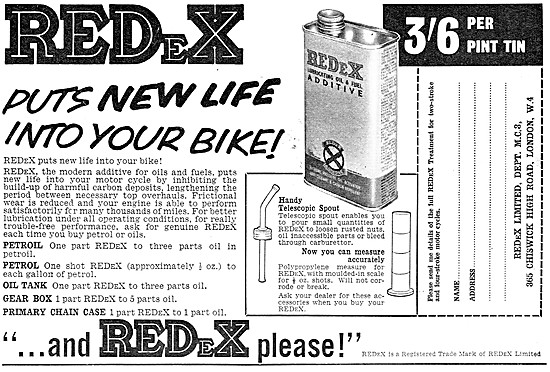 REDeX
PUTS NEW LIFE
INTO YOUR BIKE!
REDeX puts new life into your bike!
REDeX, the modern additive for oils and fuels, puts
new life into your motor cycle by inhibiting the
build-up of harmful carbon deposits, lengthening the
period between necessary top overhauls. Frictional
wear is reduced and your engine is able to perform
satisfactorily for many thousands of miles. For better
lubrication under all operating conditions, for really
trouble-free performance, ask for genuine REDeX
each time you buy petrol or oils.
PETROIL One part REDeX to three parts oil in
petroil.
PETROL One shot REDeX (approximately ½ oz.) to
each gallon of petrol.
OIL TANK One part REDeX to three parts oil.
GEAR BOX 1 part REDeX to 5 parts oil.
PRIMARY CHAIN CASE 1 part REDeX to 1 part oil.
REDeX
LUBRICATING OIL & FUEL
ADDITIVE
Handy
Telescopic Spout
Telescopic spout enables you
to pour small quantities of
REDeX to loosen rusted nuts,
oil inaccessible parts or bleed
through carburettor.
Now you can measure
accurately
Polypropylene measure for
REDeX, with moulded-in scale
for ½ oz. shots. Will not cor-
rode or break.
Ask your dealer for these ac-
cessories when you buy your
REDeX.
3/6 PER
PINT TIN
Please send me details of the full REDeX Treatment for two-stroke
and four-stroke motor cycles.
NAME
ADDRESS
REDeX LIMITED, DEPT. M.C.3,
365 CHISWICK HIGH ROAD, LONDON, W.4
"...and REDeX please!"
REDeX is a Registered Trade Mark of REDeX Limited